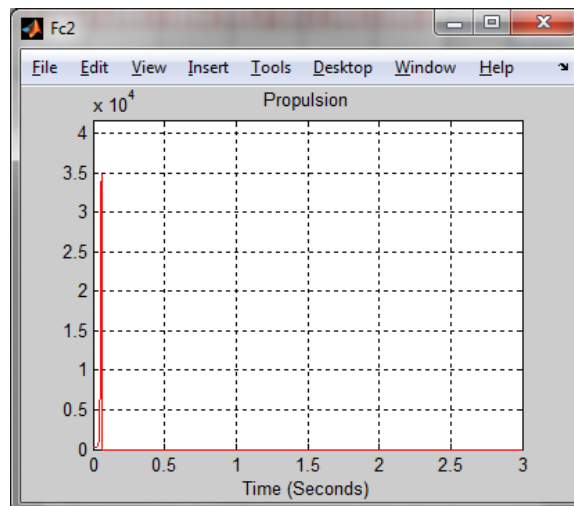 Fc2
File Edit View Insert Tools Desktop Window Help
x 10^4
Propulsion
4
3.5
3
2.5
2
1.5
1
0.5
0
0 0.5 1 1.5 2 2.5 3
Time (Seconds)